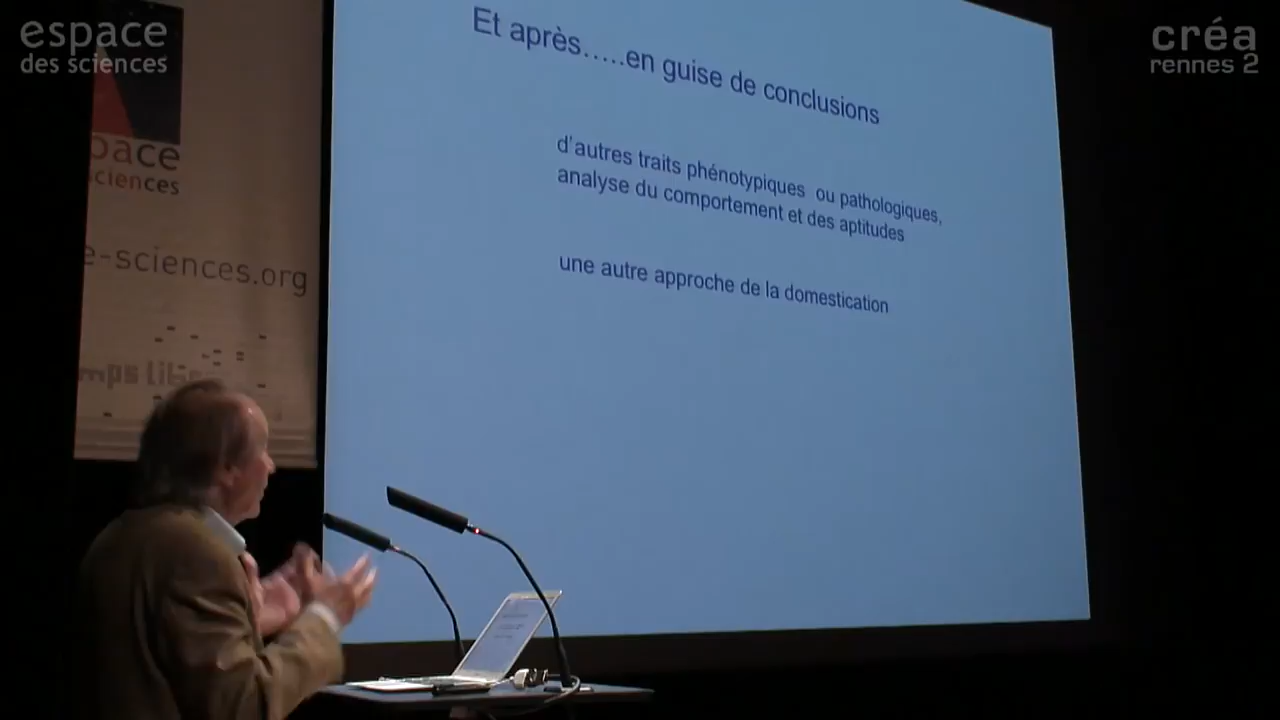 espace
des sciences
créa
rennes 2
pace
sciences
e-sciences.org
Et après.....en guise de conclusions
d'autres traits phénotypiques ou pathologiques,
analyse du comportement et des aptitudes
une autre approche de la domestication